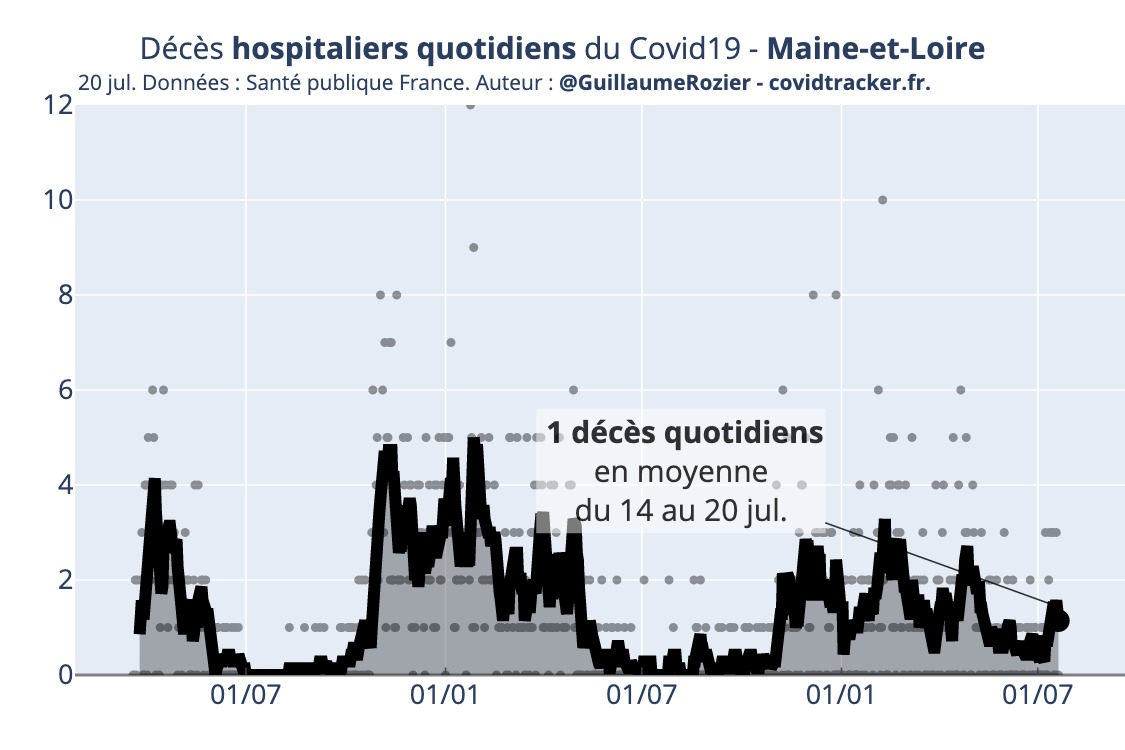 Décès hospitaliers quotidiens du Covid19 - Maine-et-Loire
20 jul. Données : Santé publique France. Auteur : @GuillaumeRozier - covidtracker.fr.
12
10
8
6
4
2
0
1 décès quotidiens
en moyenne
du 14 au 20 jul.
01/07 01/01 01/07 01/01 01/07